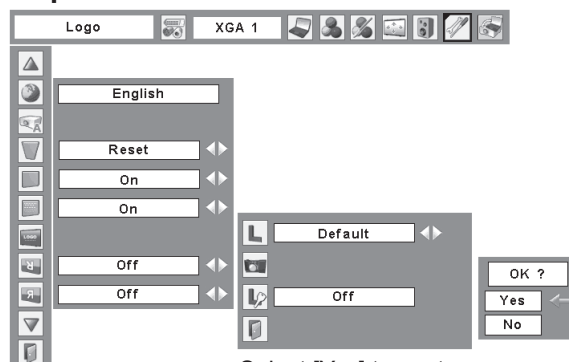 Logo
XGA 1
English
Reset
On
On
Default
Off
Off
Off
OK ?
Yes
No